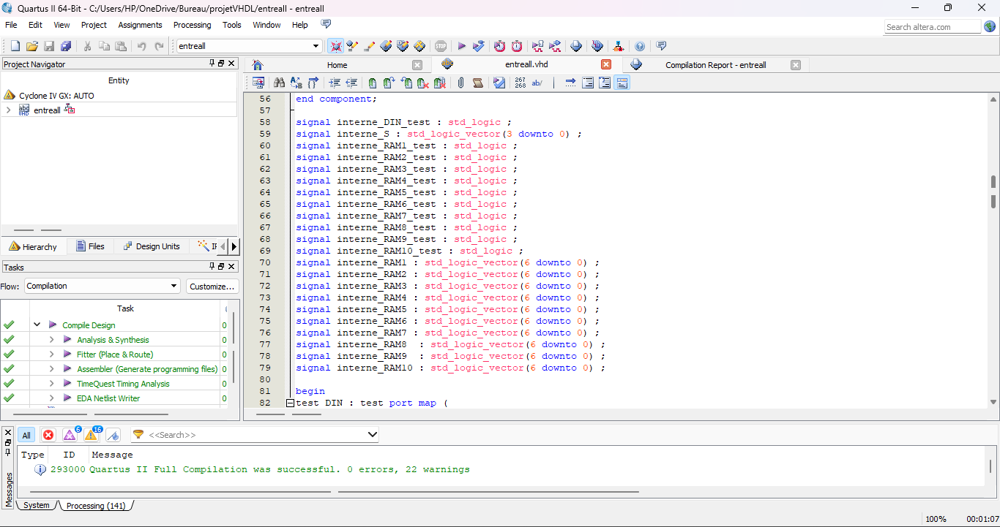 Quartus II 64-Bit - C:/Users/HP/OneDrive/Bureau/projetVHDL/entreall - entreall
File Edit View Project Assignments Processing Tools Window Help
Search altera.com
entreall
STOP
Project Navigator
Entity
Cyclone IV GX: AUTO
abc VHD entreall
Hierarchy Files Design Units
Tasks
Flow: Compilation Customize...
Task
Compile Design 0
Analysis & Synthesis 0
Fitter (Place & Route) 0
Assembler (Generate programming files) 0
TimeQuest Timing Analysis 0
EDA Netlist Writer 0
Home entreall.vhd Compilation Report - entreall
267 268 ab/
56 end component;
57
58 signal interne_DIN_test : std_logic ;
59 signal interne_S : std_logic_vector(3 downto 0) ;
60 signal interne_RAM1_test : std_logic ;
61 signal interne_RAM2_test : std_logic ;
62 signal interne_RAM3_test : std_logic ;
63 signal interne_RAM4_test : std_logic ;
64 signal interne_RAM5_test : std_logic ;
65 signal interne_RAM6_test : std_logic ;
66 signal interne_RAM7_test : std_logic ;
67 signal interne_RAM8_test : std_logic ;
68 signal interne_RAM9_test : std_logic ;
69 signal interne_RAM10_test : std_logic ;
70 signal interne_RAM1 : std_logic_vector(6 downto 0) ;
71 signal interne_RAM2 : std_logic_vector(6 downto 0) ;
72 signal interne_RAM3 : std_logic_vector(6 downto 0) ;
73 signal interne_RAM4 : std_logic_vector(6 downto 0) ;
74 signal interne_RAM5 : std_logic_vector(6 downto 0) ;
75 signal interne_RAM6 : std_logic_vector(6 downto 0) ;
76 signal interne_RAM7 : std_logic_vector(6 downto 0) ;
77 signal interne_RAM8  : std_logic_vector(6 downto 0) ;
78 signal interne_RAM9  : std_logic_vector(6 downto 0) ;
79 signal interne_RAM10 : std_logic_vector(6 downto 0) ;
80
81 begin
82 test DIN : test port map (
Messages
All 6 16 <<Search>>
Type ID Message
293000 Quartus II Full Compilation was successful. 0 errors, 22 warnings
System Processing (141)
100% 00:01:07